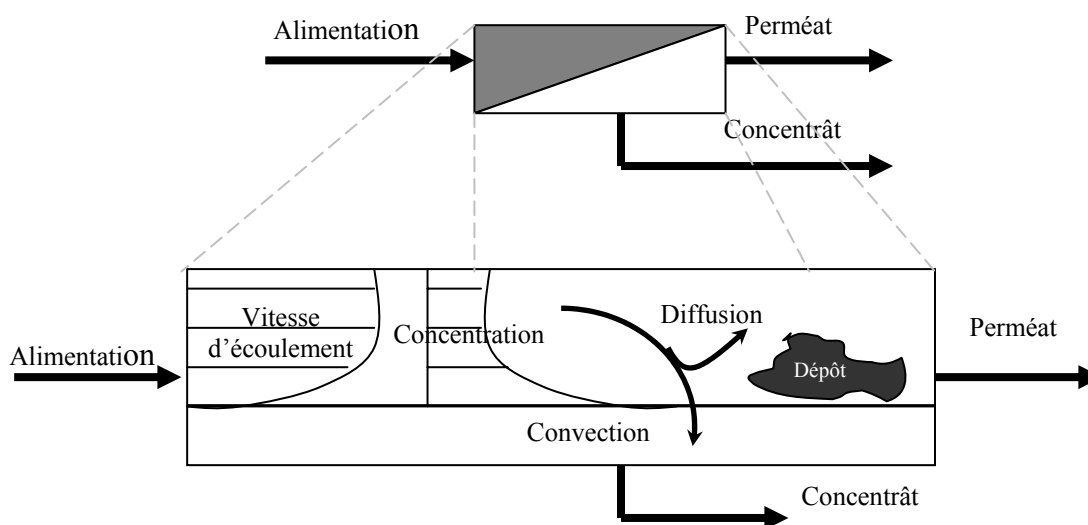 Alimentation
Perméat
Concentrât
Vitesse
d'écoulement
Concentration
Diffusion
Dépôt
Alimentation
Perméat
Convection
Concentrât